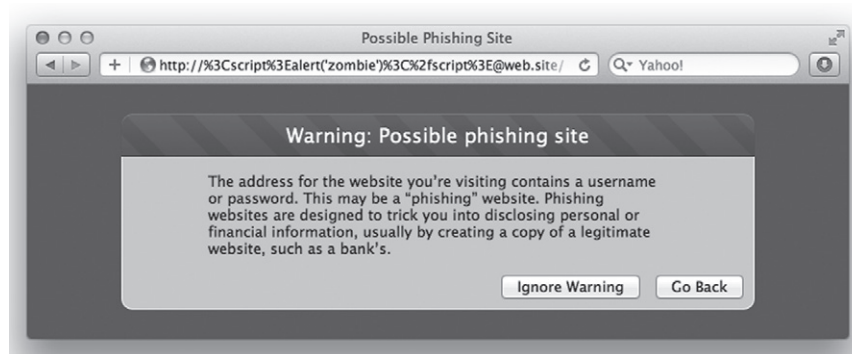 Possible Phishing Site
http://%3Cscript%3Ealert('zombie')%3C%2fscript%3E@web.site/
Yahoo!
Warning: Possible phishing site
The address for the website you're visiting contains a username
or password. This may be a “phishing” website. Phishing
websites are designed to trick you into disclosing personal or
financial information, usually by creating a copy of a legitimate
website, such as a bank's.
Ignore Warning
Go Back